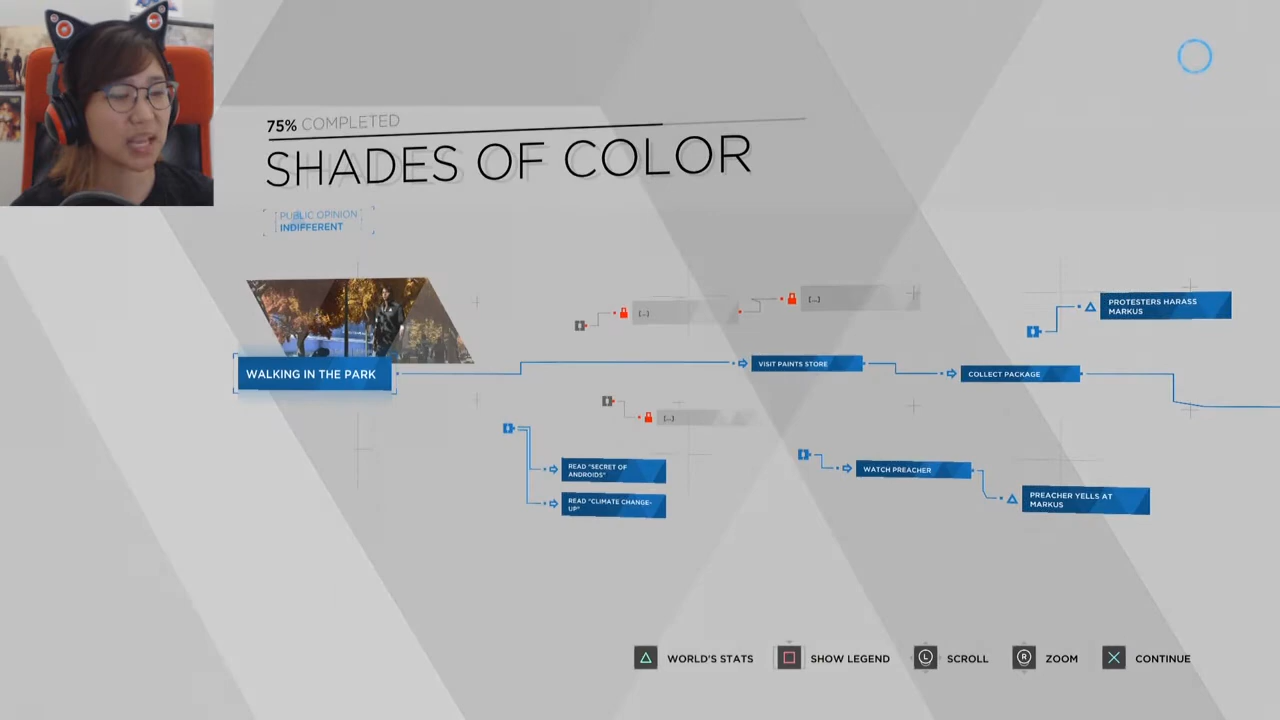 75% COMPLETED
SHADES OF COLOR
PUBLIC OPINION
INDIFFERENT
WALKING IN THE PARK
[...]
[...]
PROTESTERS HARASS
MARKUS
VISIT PAINTS STORE
COLLECT PACKAGE
[...]
READ "SECRET OF
ANDROIDS"
READ "CLIMATE CHANGE-
UP"
WATCH PREACHER
PREACHER YELLS AT
MARKUS
WORLD'S STATS
SHOW LEGEND
L
SCROLL
R
ZOOM
CONTINUE